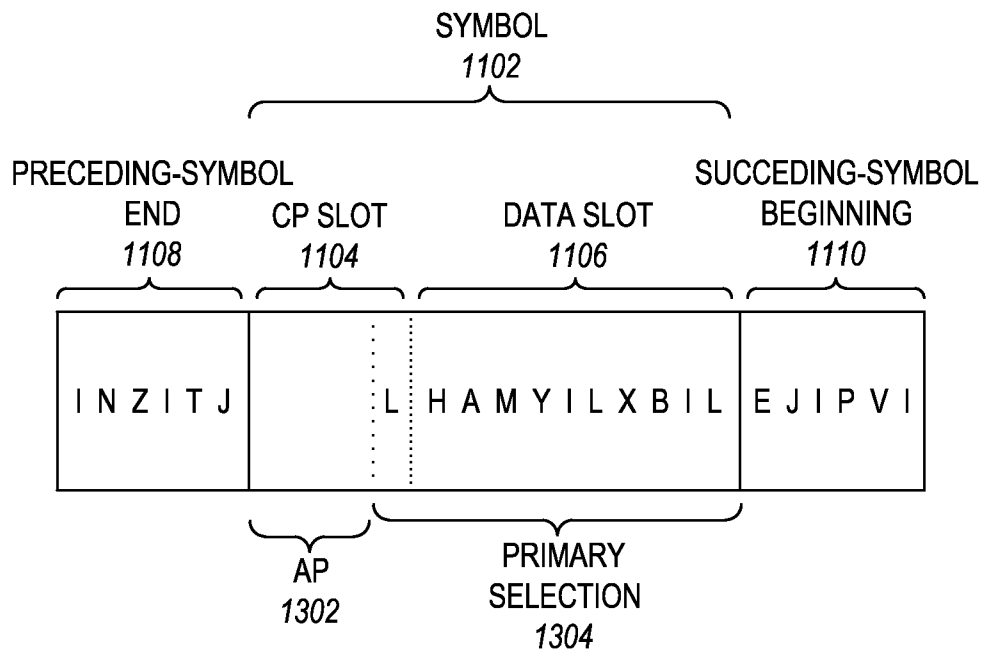 SYMBOL
1102
PRECEDING-SYMBOL
END
1108
CP SLOT
1104
DATA SLOT
1106
SUCCEDING-SYMBOL
BEGINNING
1110
I N Z I T J L H A M Y I L X B I L E J I P V I
AP
1302
PRIMARY
SELECTION
1304